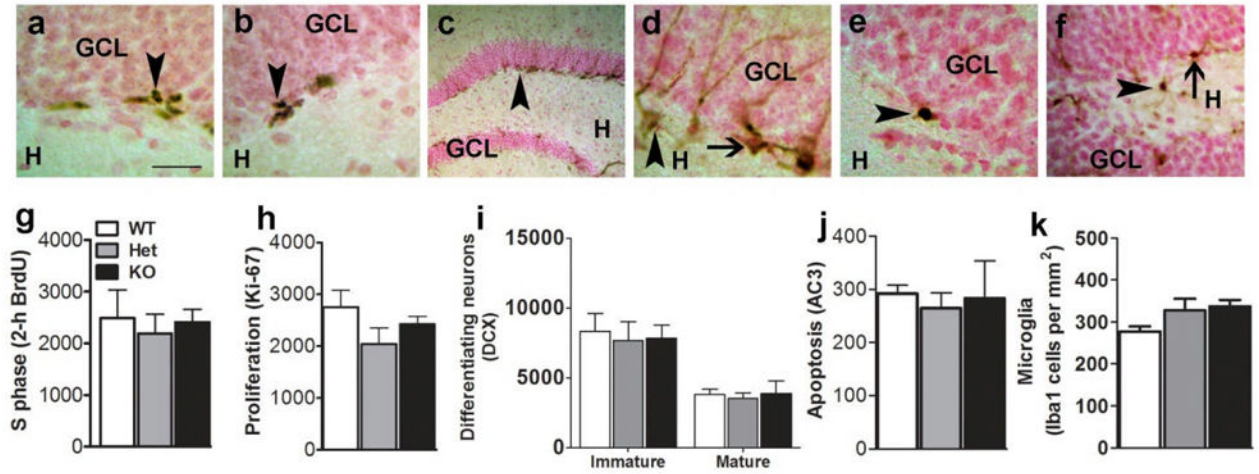 a
GCL
H
b
GCL
H
c
H
GCL
d
GCL
H
e
GCL
H
f
H
GCL
g
WT
Het
KO
S phase (2-h BrdU)
4000
3000
2000
1000
0
h
Proliferation (Ki-67)
4000
3000
2000
1000
0
i
Differentiating neurons
(DCX)
15000
10000
5000
0
Immature
Mature
j
Apoptosis (AC3)
400
300
200
100
0
k
Microglia
(Iba1 cells per mm²)
500
400
300
200
100
0